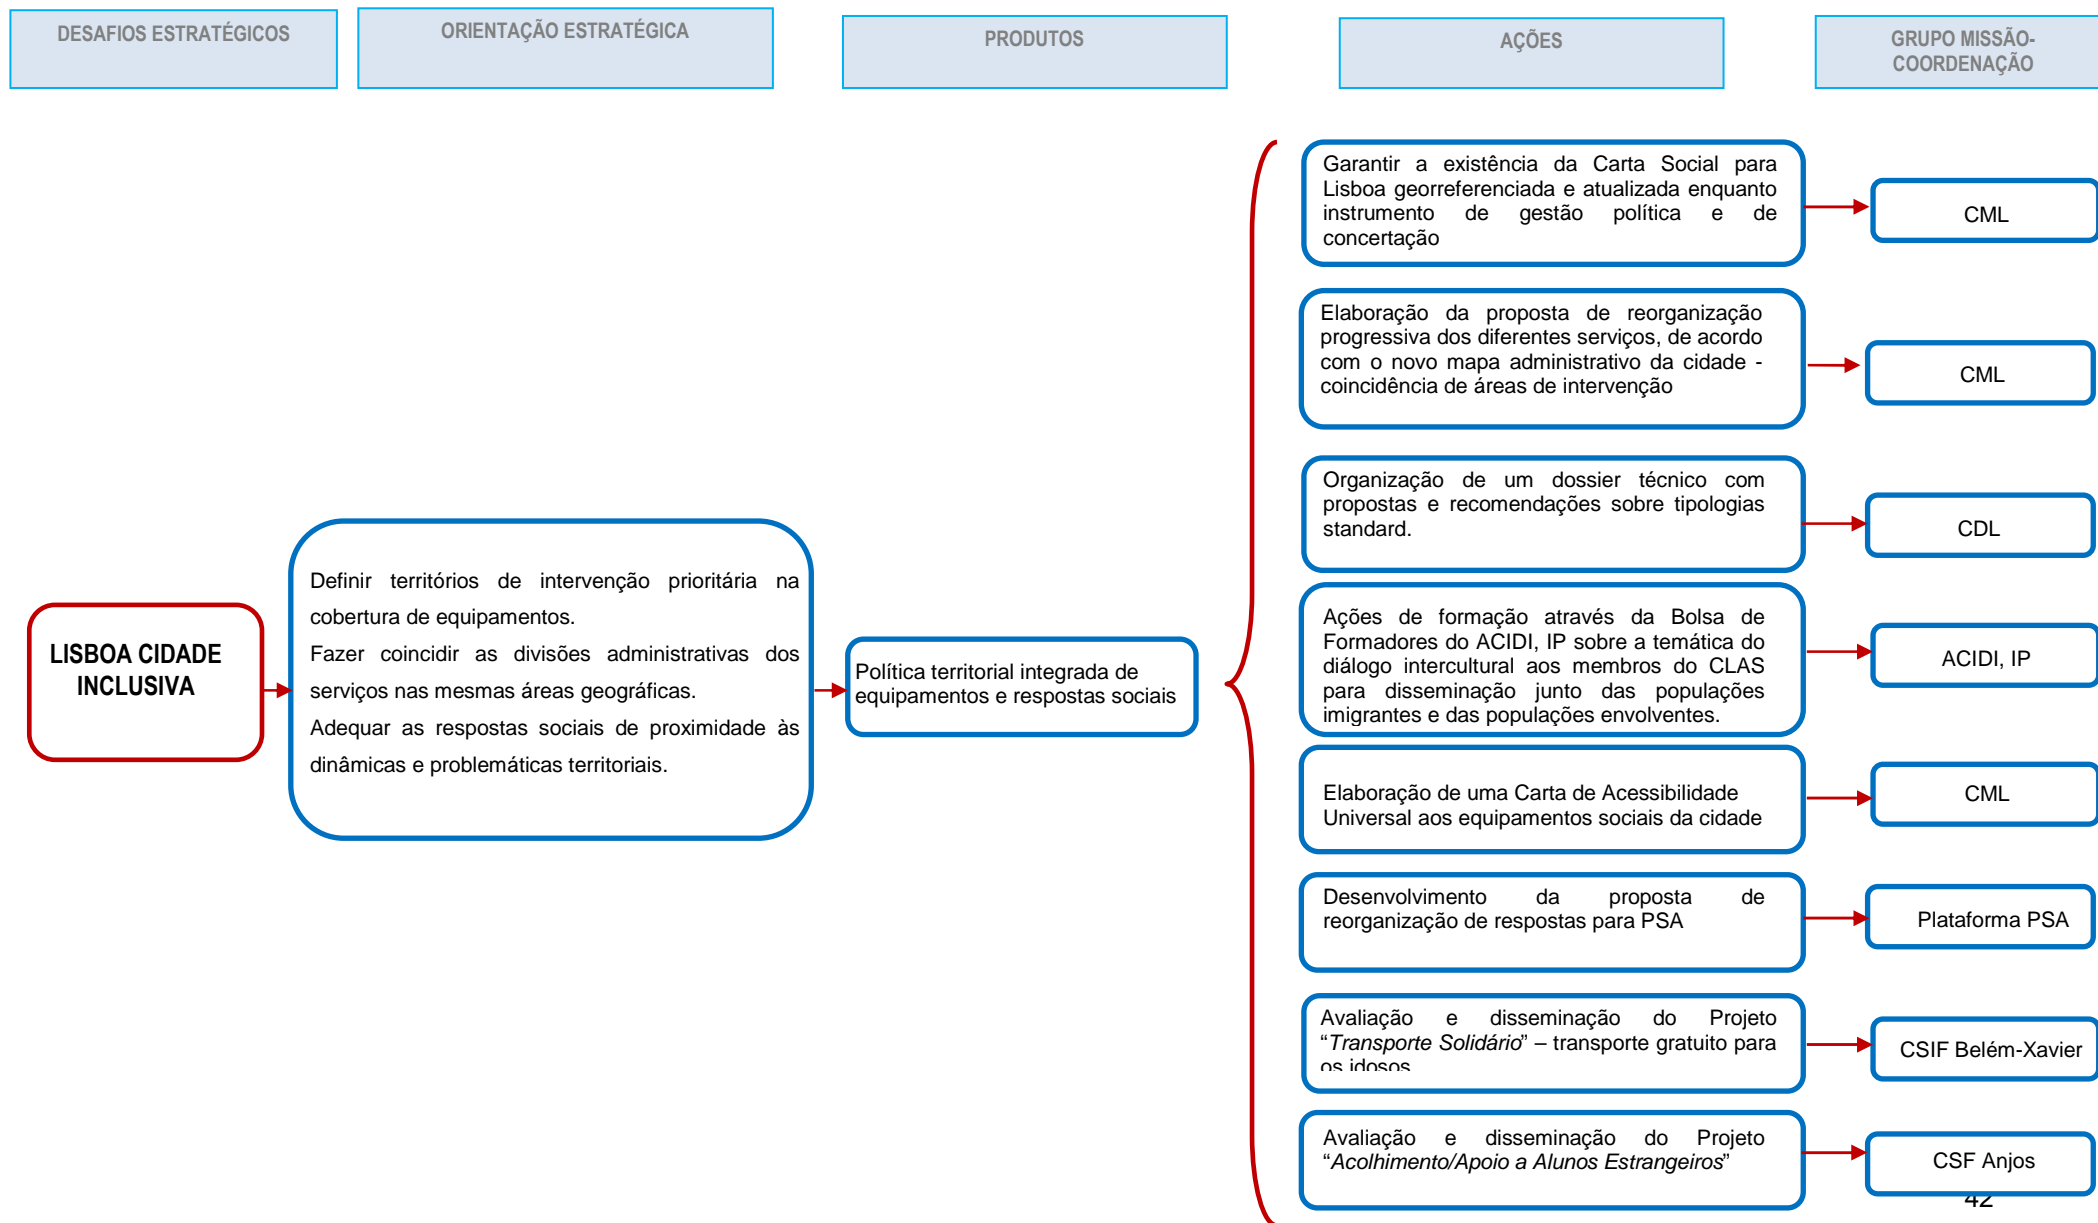 DESAFIOS ESTRATÉGICOS
ORIENTAÇÃO ESTRATÉGICA
PRODUTOS
AÇÕES
GRUPO MISSÃO-
COORDENAÇÃO
LISBOA CIDADE
INCLUSIVA
Definir territórios de intervenção prioritária na
cobertura de equipamentos.
Fazer coincidir as divisões administrativas dos
serviços nas mesmas áreas geográficas.
Adequar as respostas sociais de proximidade às
dinâmicas e problemáticas territoriais.
Política territorial integrada de
equipamentos e respostas sociais
Garantir a existência da Carta Social para
Lisboa georreferenciada e atualizada enquanto
instrumento de gestão política e de
concertação
CML
Elaboração da proposta de reorganização
progressiva dos diferentes serviços, de acordo
com o novo mapa administrativo da cidade -
coincidência de áreas de intervenção
CML
Organização de um dossier técnico com
propostas e recomendações sobre tipologias
standard.
CDL
Ações de formação através da Bolsa de
Formadores do ACIDI, IP sobre a temática do
diálogo intercultural aos membros do CLAS
para disseminação junto das populações
imigrantes e das populações envolventes.
ACIDI, IP
Elaboração de uma Carta de Acessibilidade
Universal aos equipamentos sociais da cidade
CML
Desenvolvimento da proposta de
reorganização de respostas para PSA
Plataforma PSA
Avaliação e disseminação do Projeto
“Transporte Solidário” – transporte gratuito para
os idosos
CSIF Belém-Xavier
Avaliação e disseminação do Projeto
“Acolhimento/Apoio a Alunos Estrangeiros”
CSF Anjos
42